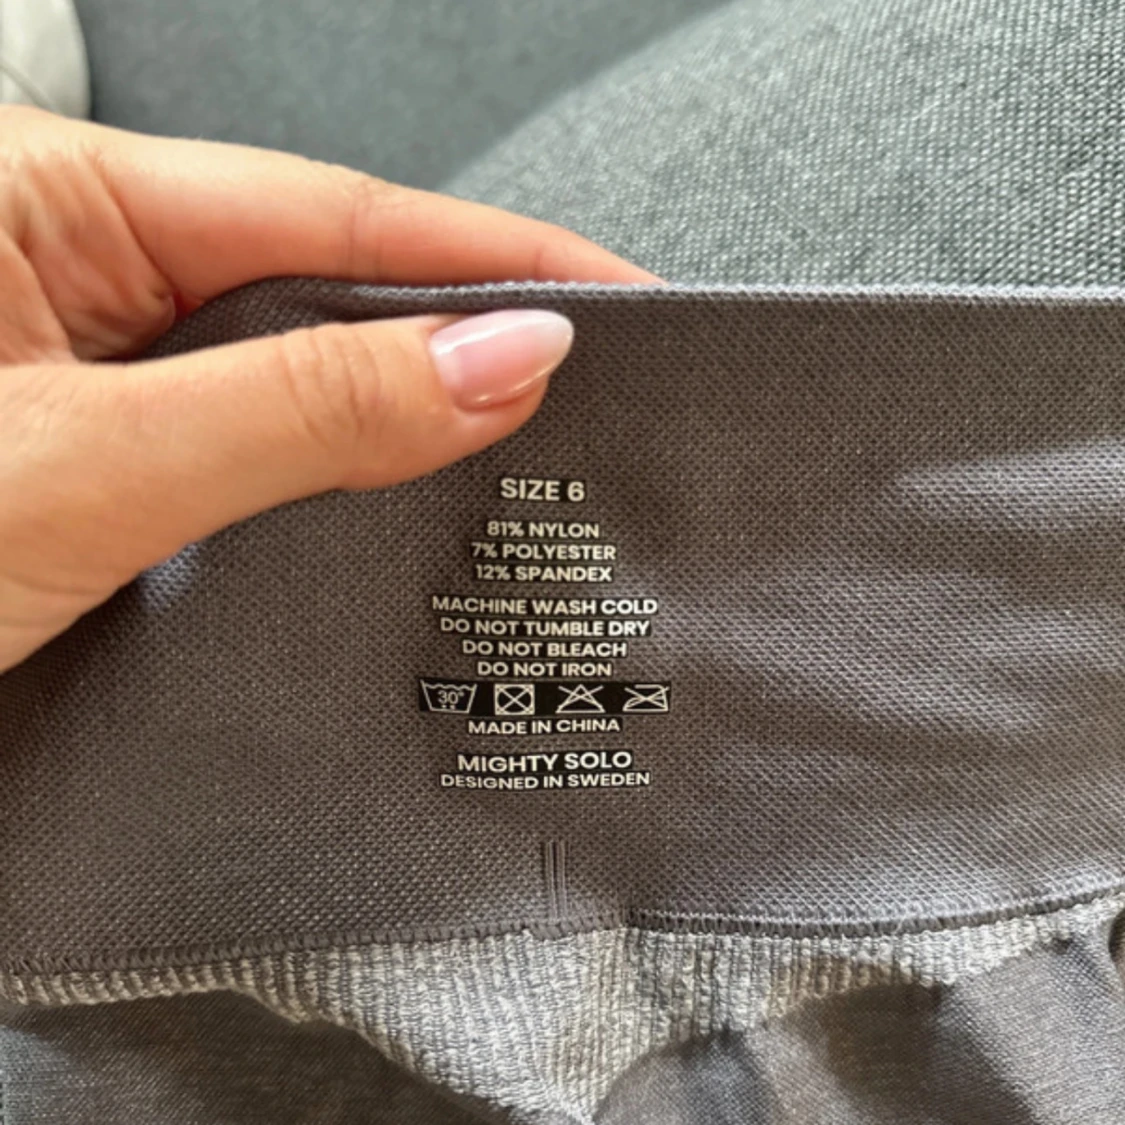 SIZE 6
81% NYLON
7% POLYESTER
12% SPANDEX
MACHINE WASH COLD
DO NOT TUMBLE DRY
DO NOT BLEACH
DO NOT IRON
30°
MADE IN CHINA
MIGHTY SOLO
DESIGNED IN SWEDEN